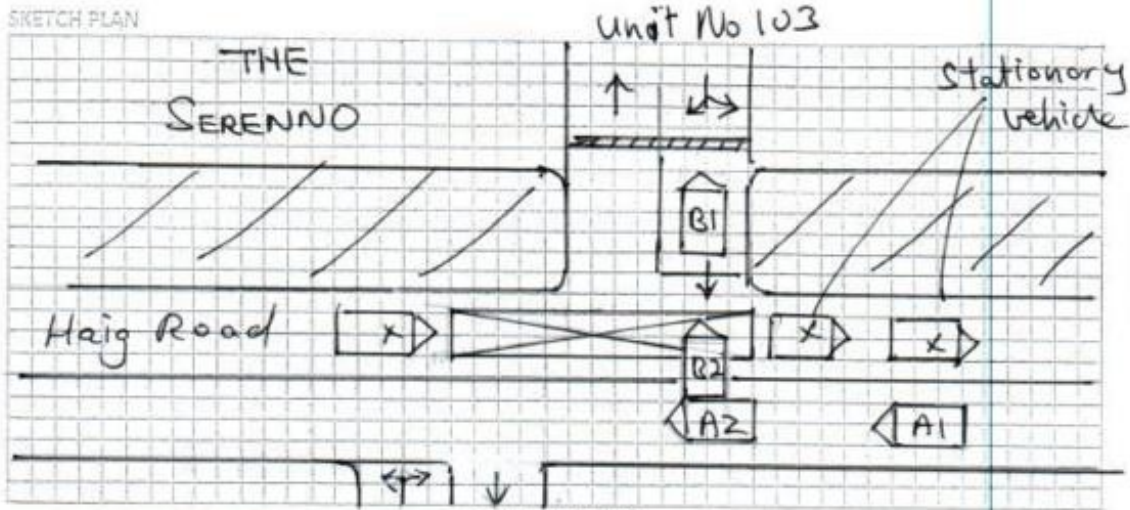 SKETCH PLAN
Unit No 103
THE
SERENNO
Stationary
vehicle
B1
Haig Road
X
X
X
B2
A2
A1